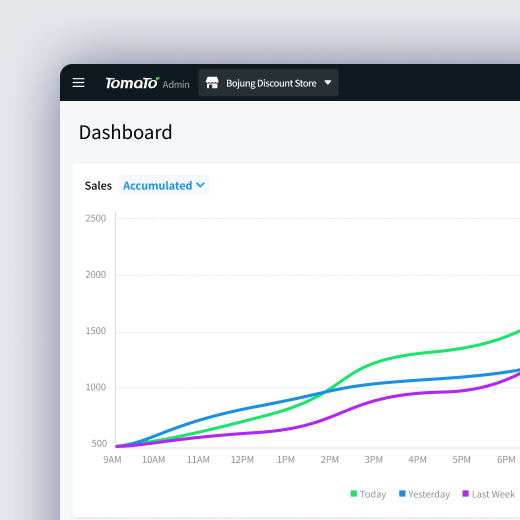 TomaTo Admin Bojung Discount Store
Dashboard
Sales Accumulated
2500
2000
1500
1000
500
9AM 10AM 11AM 12PM 1PM 2PM 3PM 4PM 5PM 6PM
Today Yesterday Last Week